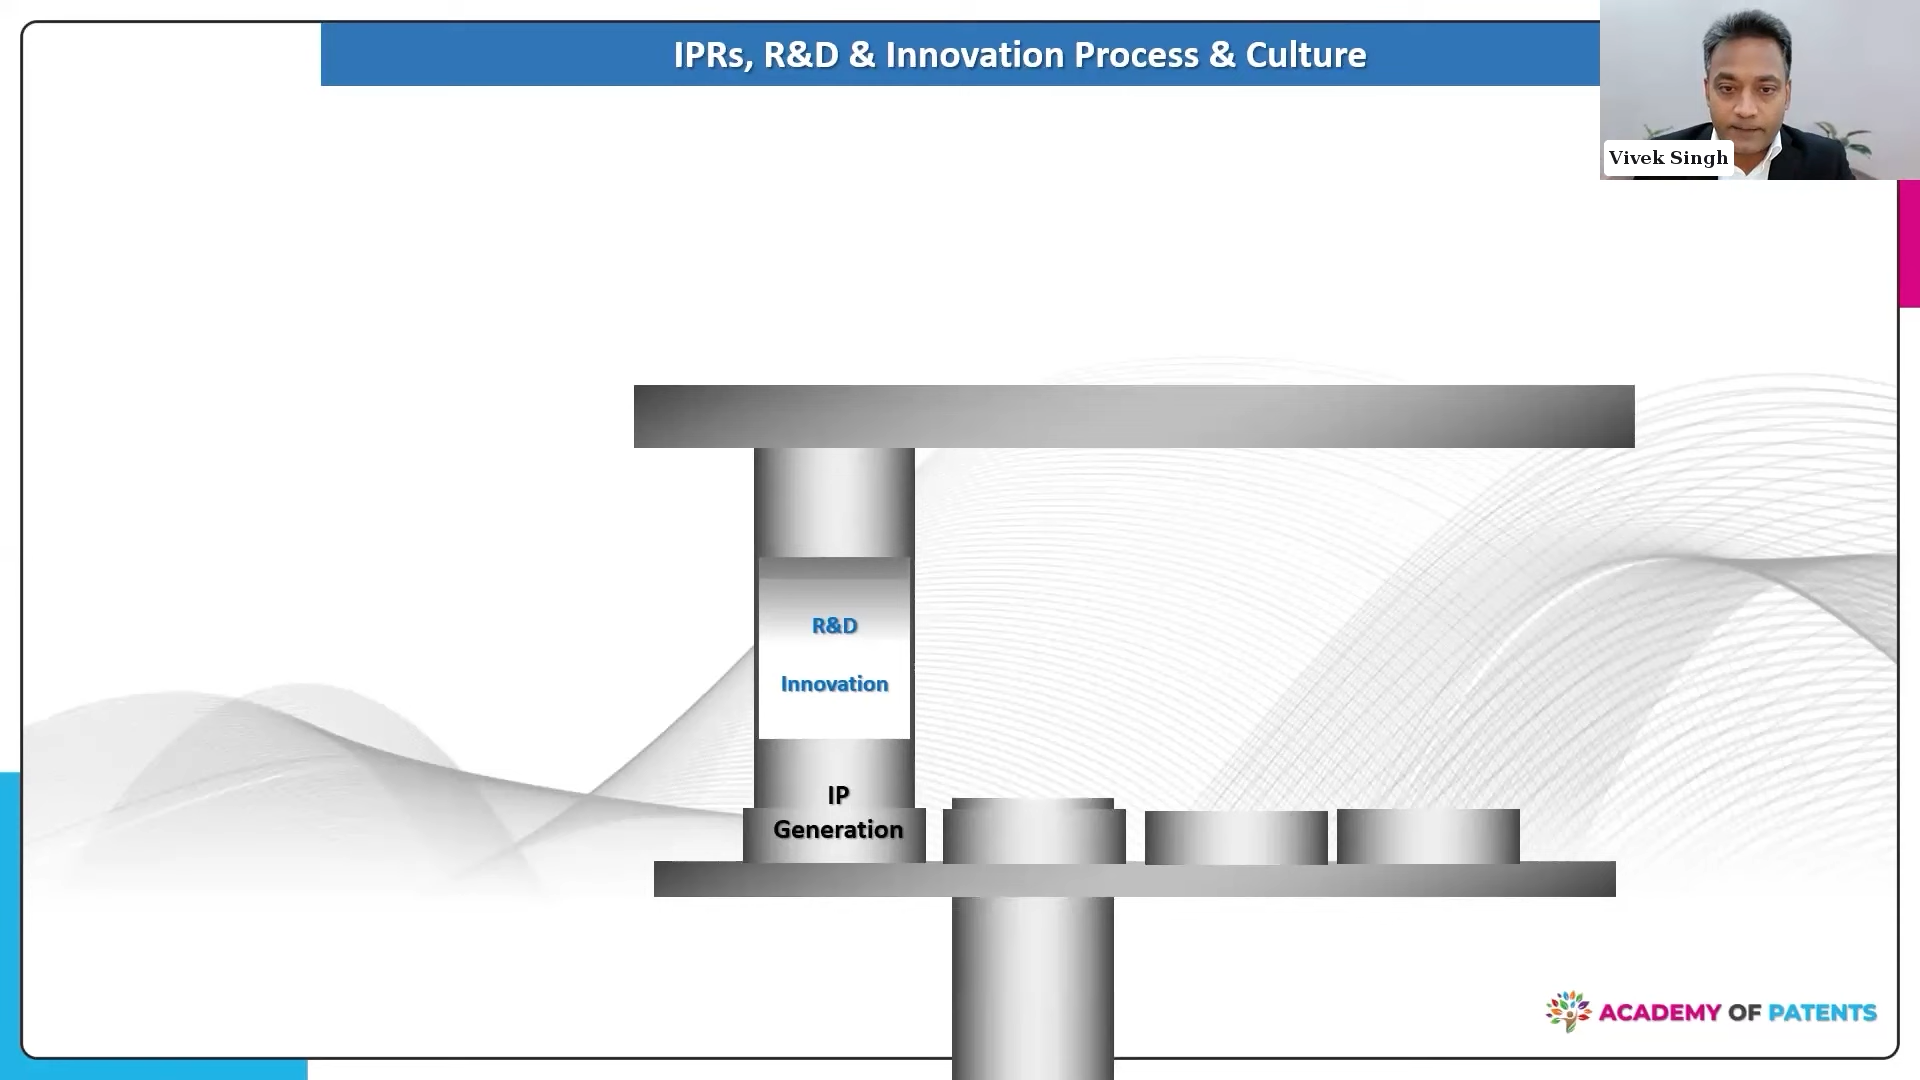 IPRs, R&D & Innovation Process & Culture
Vivek Singh
R&D
Innovation
IP
Generation
ACADEMY OF PATENTS